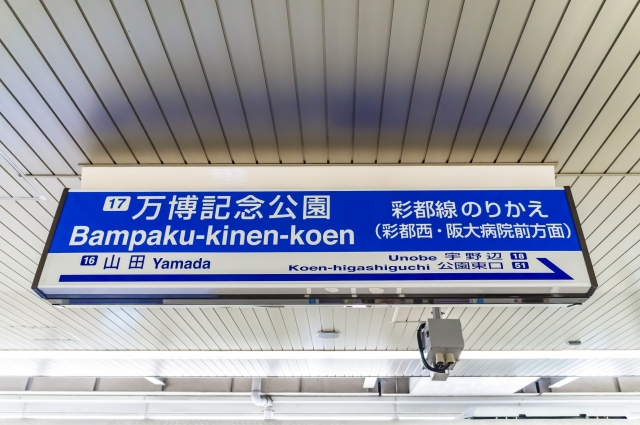 17 万博記念公園
Bampaku-kinen-koen
彩都線 のりかえ
（彩都西・阪大病院前方面）
16 山田 Yamada
Unobe 宇野辺 18
Koen-higashiguchi 公園東口 51